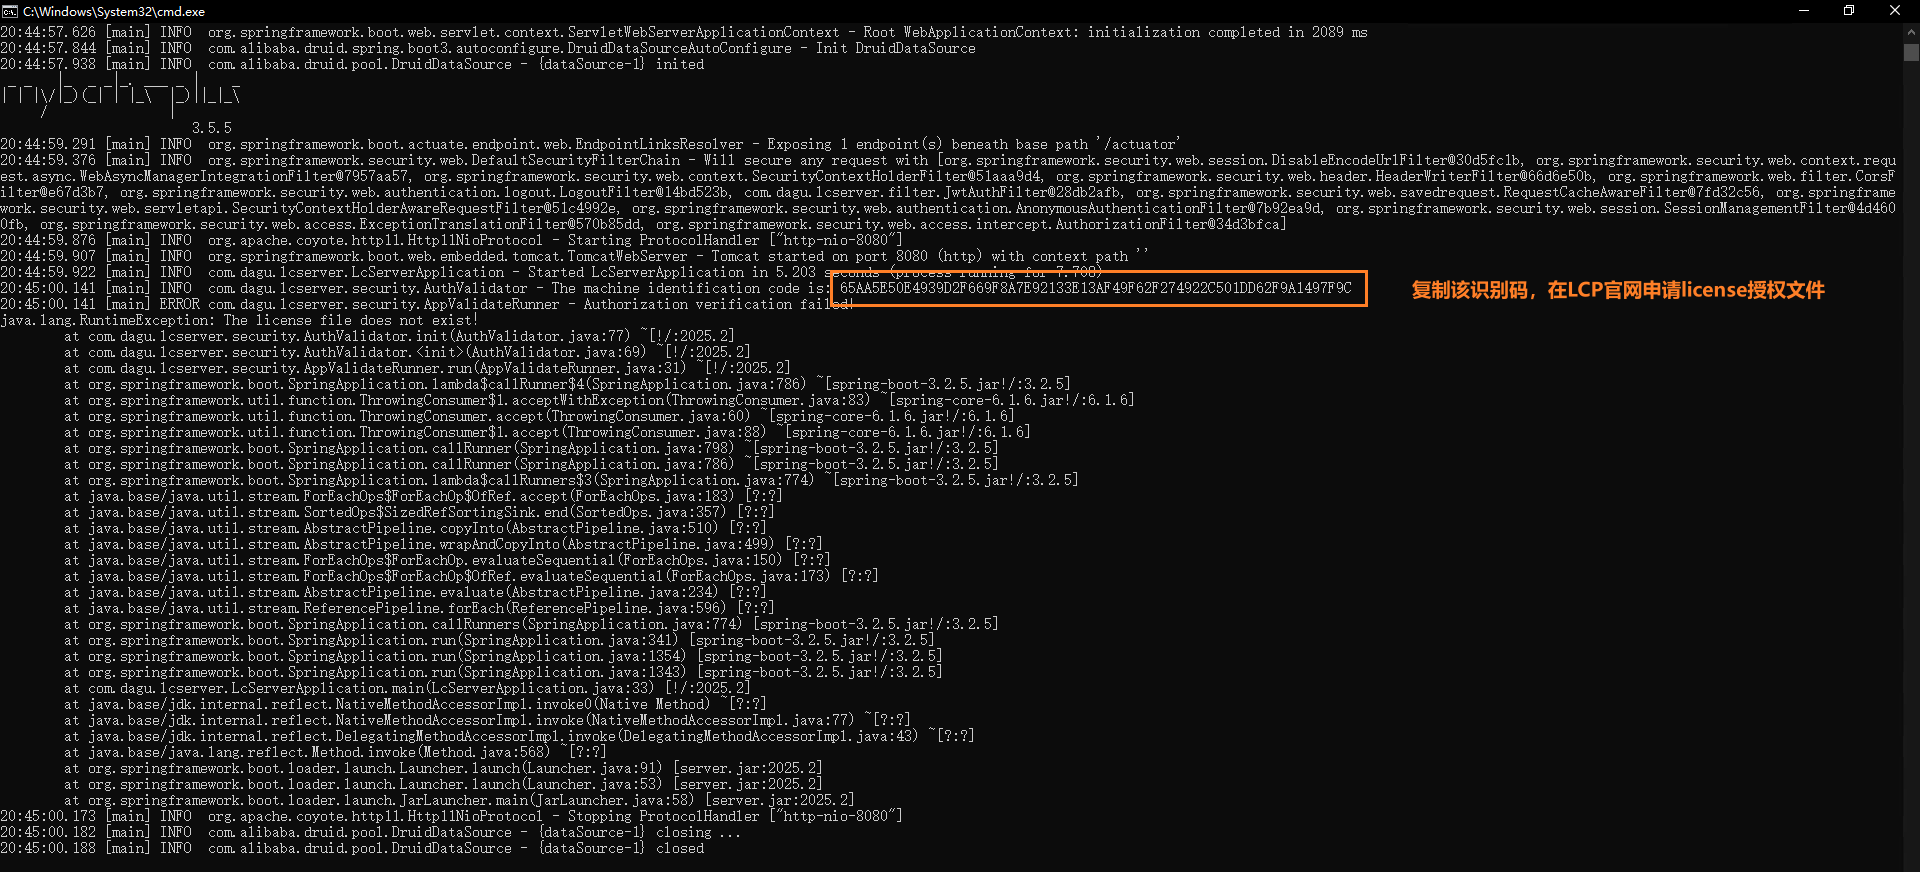 C:\Windows\System32\cmd.exe
20:44:57.626 [main] INFO  org.springframework.boot.web.servlet.context.ServletWebServerApplicationContext - Root WebApplicationContext: initialization completed in 2089 ms
20:44:57.844 [main] INFO  com.alibaba.druid.spring.boot3.autoconfigure.DruidDataSourceAutoConfigure - Init DruidDataSource
20:44:57.938 [main] INFO  com.alibaba.druid.pool.DruidDataSource - {dataSource-1} inited
mybatis plus
3.5.5
20:44:59.291 [main] INFO  org.springframework.boot.actuate.endpoint.web.EndpointLinksResolver - Exposing 1 endpoint(s) beneath base path '/actuator'
20:44:59.376 [main] INFO  org.springframework.security.web.DefaultSecurityFilterChain - Will secure any request with [org.springframework.security.web.session.DisableEncodeUrlFilter@30d5fc1b, org.springframework.security.web.context.requ
est.async.WebAsyncManagerIntegrationFilter@7957aa57, org.springframework.security.web.context.SecurityContextHolderFilter@51aaa9d4, org.springframework.security.web.header.HeaderWriterFilter@66d6e50b, org.springframework.web.filter.CorsF
ilter@e67d3b7, org.springframework.security.web.authentication.logout.LogoutFilter@14bd523b, com.dagu.lcserver.filter.JwtAuthFilter@28db2afb, org.springframework.security.web.savedrequest.RequestCacheAwareFilter@7fd32c56, org.springframe
work.security.web.servletapi.SecurityContextHolderAwareRequestFilter@51c4992e, org.springframework.security.web.authentication.AnonymousAuthenticationFilter@7b92ea9d, org.springframework.security.web.session.SessionManagementFilter@4d460
0fb, org.springframework.security.web.access.ExceptionTranslationFilter@570b85dd, org.springframework.security.web.access.intercept.AuthorizationFilter@34d3bfca]
20:44:59.876 [main] INFO  org.apache.coyote.http11.Http11NioProtocol - Starting ProtocolHandler ["http-nio-8080"]
20:44:59.907 [main] INFO  org.springframework.boot.web.embedded.tomcat.TomcatWebServer - Tomcat started on port 8080 (http) with context path ''
20:44:59.922 [main] INFO  com.dagu.lcserver.LcServerApplication - Started LcServerApplication in 5.203 seconds (process running for 7.708)
20:45:00.141 [main] INFO  com.dagu.lcserver.security.AuthValidator - The machine identification code is: 65AA5E50E4939D2F669F8A7E92133E13AF49F62F274922C501DD62F9A1497F9C
复制该识别码，在LCP官网申请license授权文件
20:45:00.141 [main] ERROR com.dagu.lcserver.security.AppValidateRunner - Authorization verification failed!
java.lang.RuntimeException: The license file does not exist!
at com.dagu.lcserver.security.AuthValidator.init(AuthValidator.java:77) ~[!/:2025.2]
at com.dagu.lcserver.security.AuthValidator.<init>(AuthValidator.java:69) ~[!/:2025.2]
at com.dagu.lcserver.security.AppValidateRunner.run(AppValidateRunner.java:31) ~[!/:2025.2]
at org.springframework.boot.SpringApplication.lambda$callRunner$4(SpringApplication.java:786) ~[spring-boot-3.2.5.jar!/:3.2.5]
at org.springframework.util.function.ThrowingConsumer$1.acceptWithException(ThrowingConsumer.java:83) ~[spring-core-6.1.6.jar!/:6.1.6]
at org.springframework.util.function.ThrowingConsumer.accept(ThrowingConsumer.java:60) ~[spring-core-6.1.6.jar!/:6.1.6]
at org.springframework.util.function.ThrowingConsumer$1.accept(ThrowingConsumer.java:88) ~[spring-core-6.1.6.jar!/:6.1.6]
at org.springframework.boot.SpringApplication.callRunner(SpringApplication.java:798) ~[spring-boot-3.2.5.jar!/:3.2.5]
at org.springframework.boot.SpringApplication.callRunner(SpringApplication.java:786) ~[spring-boot-3.2.5.jar!/:3.2.5]
at org.springframework.boot.SpringApplication.lambda$callRunners$3(SpringApplication.java:774) ~[spring-boot-3.2.5.jar!/:3.2.5]
at java.base/java.util.stream.ForEachOps$ForEachOp$OfRef.accept(ForEachOps.java:183) [?:?]
at java.base/java.util.stream.SortedOps$SizedRefSortingSink.end(SortedOps.java:357) [?:?]
at java.base/java.util.stream.AbstractPipeline.copyInto(AbstractPipeline.java:510) [?:?]
at java.base/java.util.stream.AbstractPipeline.wrapAndCopyInto(AbstractPipeline.java:499) [?:?]
at java.base/java.util.stream.ForEachOps$ForEachOp.evaluateSequential(ForEachOps.java:150) [?:?]
at java.base/java.util.stream.ForEachOps$ForEachOp$OfRef.evaluateSequential(ForEachOps.java:173) [?:?]
at java.base/java.util.stream.AbstractPipeline.evaluate(AbstractPipeline.java:234) [?:?]
at java.base/java.util.stream.ReferencePipeline.forEach(ReferencePipeline.java:596) [?:?]
at org.springframework.boot.SpringApplication.callRunners(SpringApplication.java:774) [spring-boot-3.2.5.jar!/:3.2.5]
at org.springframework.boot.SpringApplication.run(SpringApplication.java:341) [spring-boot-3.2.5.jar!/:3.2.5]
at org.springframework.boot.SpringApplication.run(SpringApplication.java:1354) [spring-boot-3.2.5.jar!/:3.2.5]
at org.springframework.boot.SpringApplication.run(SpringApplication.java:1343) [spring-boot-3.2.5.jar!/:3.2.5]
at com.dagu.lcserver.LcServerApplication.main(LcServerApplication.java:33) [!/:2025.2]
at java.base/jdk.internal.reflect.NativeMethodAccessorImpl.invoke0(Native Method) ~[?:?]
at java.base/jdk.internal.reflect.NativeMethodAccessorImpl.invoke(NativeMethodAccessorImpl.java:77) ~[?:?]
at java.base/jdk.internal.reflect.DelegatingMethodAccessorImpl.invoke(DelegatingMethodAccessorImpl.java:43) ~[?:?]
at java.base/java.lang.reflect.Method.invoke(Method.java:568) ~[?:?]
at org.springframework.boot.loader.launch.Launcher.launch(Launcher.java:91) [server.jar:2025.2]
at org.springframework.boot.loader.launch.Launcher.launch(Launcher.java:53) [server.jar:2025.2]
at org.springframework.boot.loader.launch.JarLauncher.main(JarLauncher.java:58) [server.jar:2025.2]
20:45:00.173 [main] INFO  org.apache.coyote.http11.Http11NioProtocol - Stopping ProtocolHandler ["http-nio-8080"]
20:45:00.182 [main] INFO  com.alibaba.druid.pool.DruidDataSource - {dataSource-1} closing ...
20:45:00.188 [main] INFO  com.alibaba.druid.pool.DruidDataSource - {dataSource-1} closed